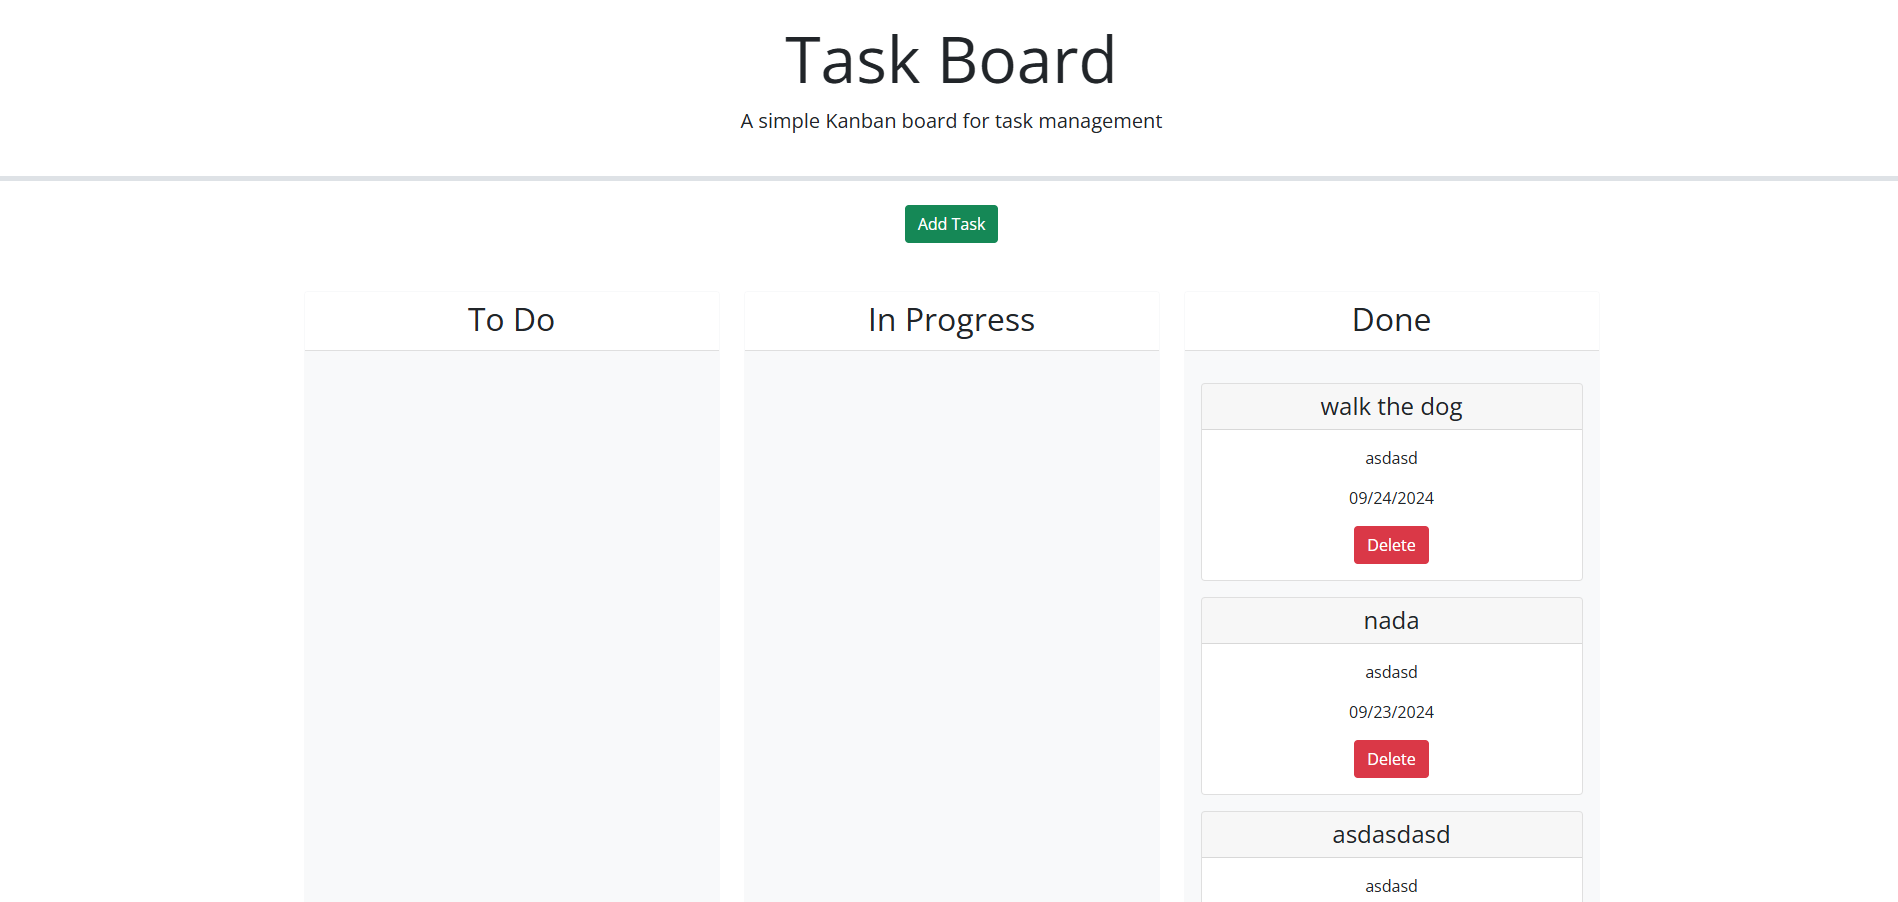 Task Board
A simple Kanban board for task management
Add Task
To Do
In Progress
Done
walk the dog
asdasd
09/24/2024
Delete
nada
asdasd
09/23/2024
Delete
asdasdasd
asdasd